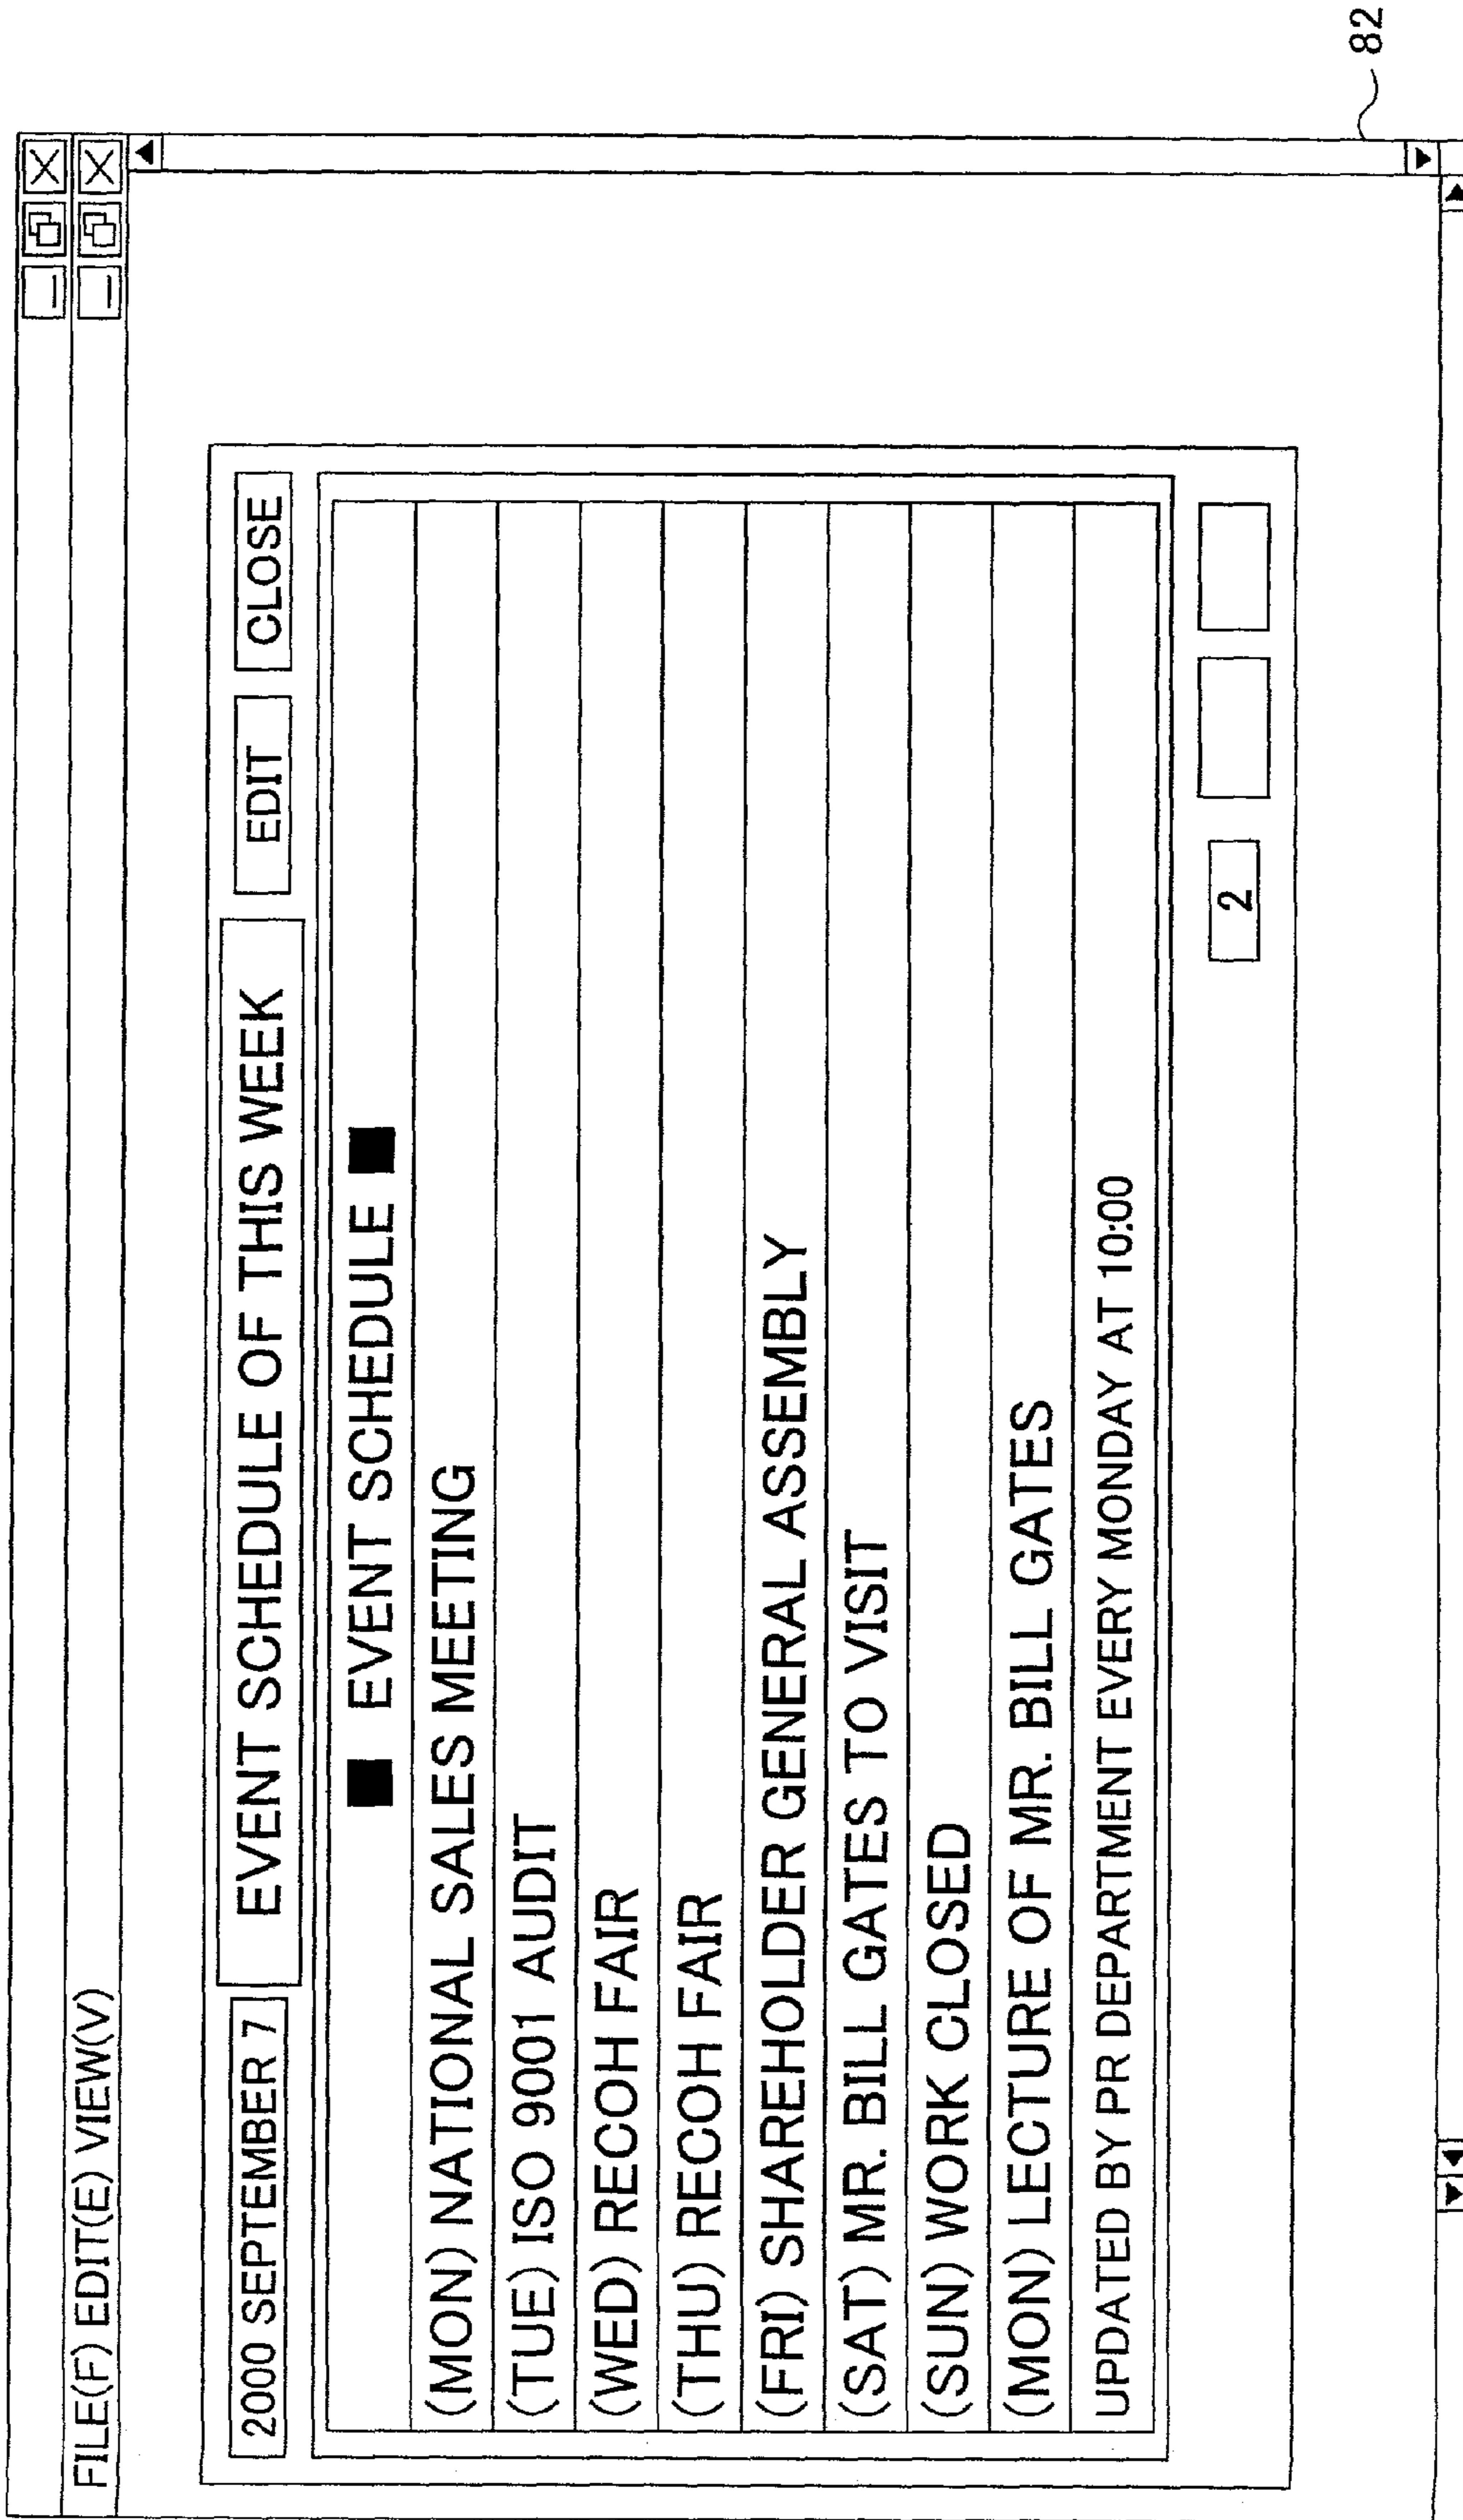 FILE(F) EDIT(E) VIEW(V)
2000 SEPTEMBER 7 EVENT SCHEDULE OF THIS WEEK EDIT CLOSE
■ EVENT SCHEDULE ■
(MON) NATIONAL SALES MEETING
(TUE) ISO 9001 AUDIT
(WED) RECOH FAIR
(THU) RECOH FAIR
(FRI) SHAREHOLDER GENERAL ASSEMBLY
(SAT) MR. BILL GATES TO VISIT
(SUN) WORK CLOSED
(MON) LECTURE OF MR. BILL GATES
UPDATED BY PR DEPARTMENT EVERY MONDAY AT 10:00
2
82